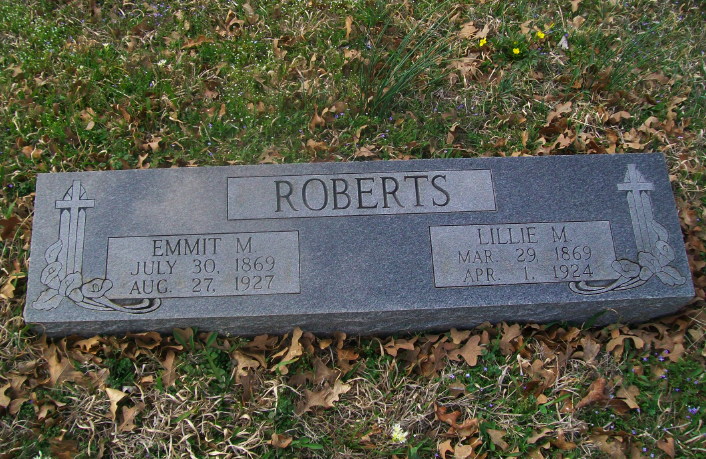 ROBERTS
EMMIT M.
JULY 30, 1869
AUG. 27, 1927
LILLIE M.
MAR. 29, 1869
APR. 1, 1924